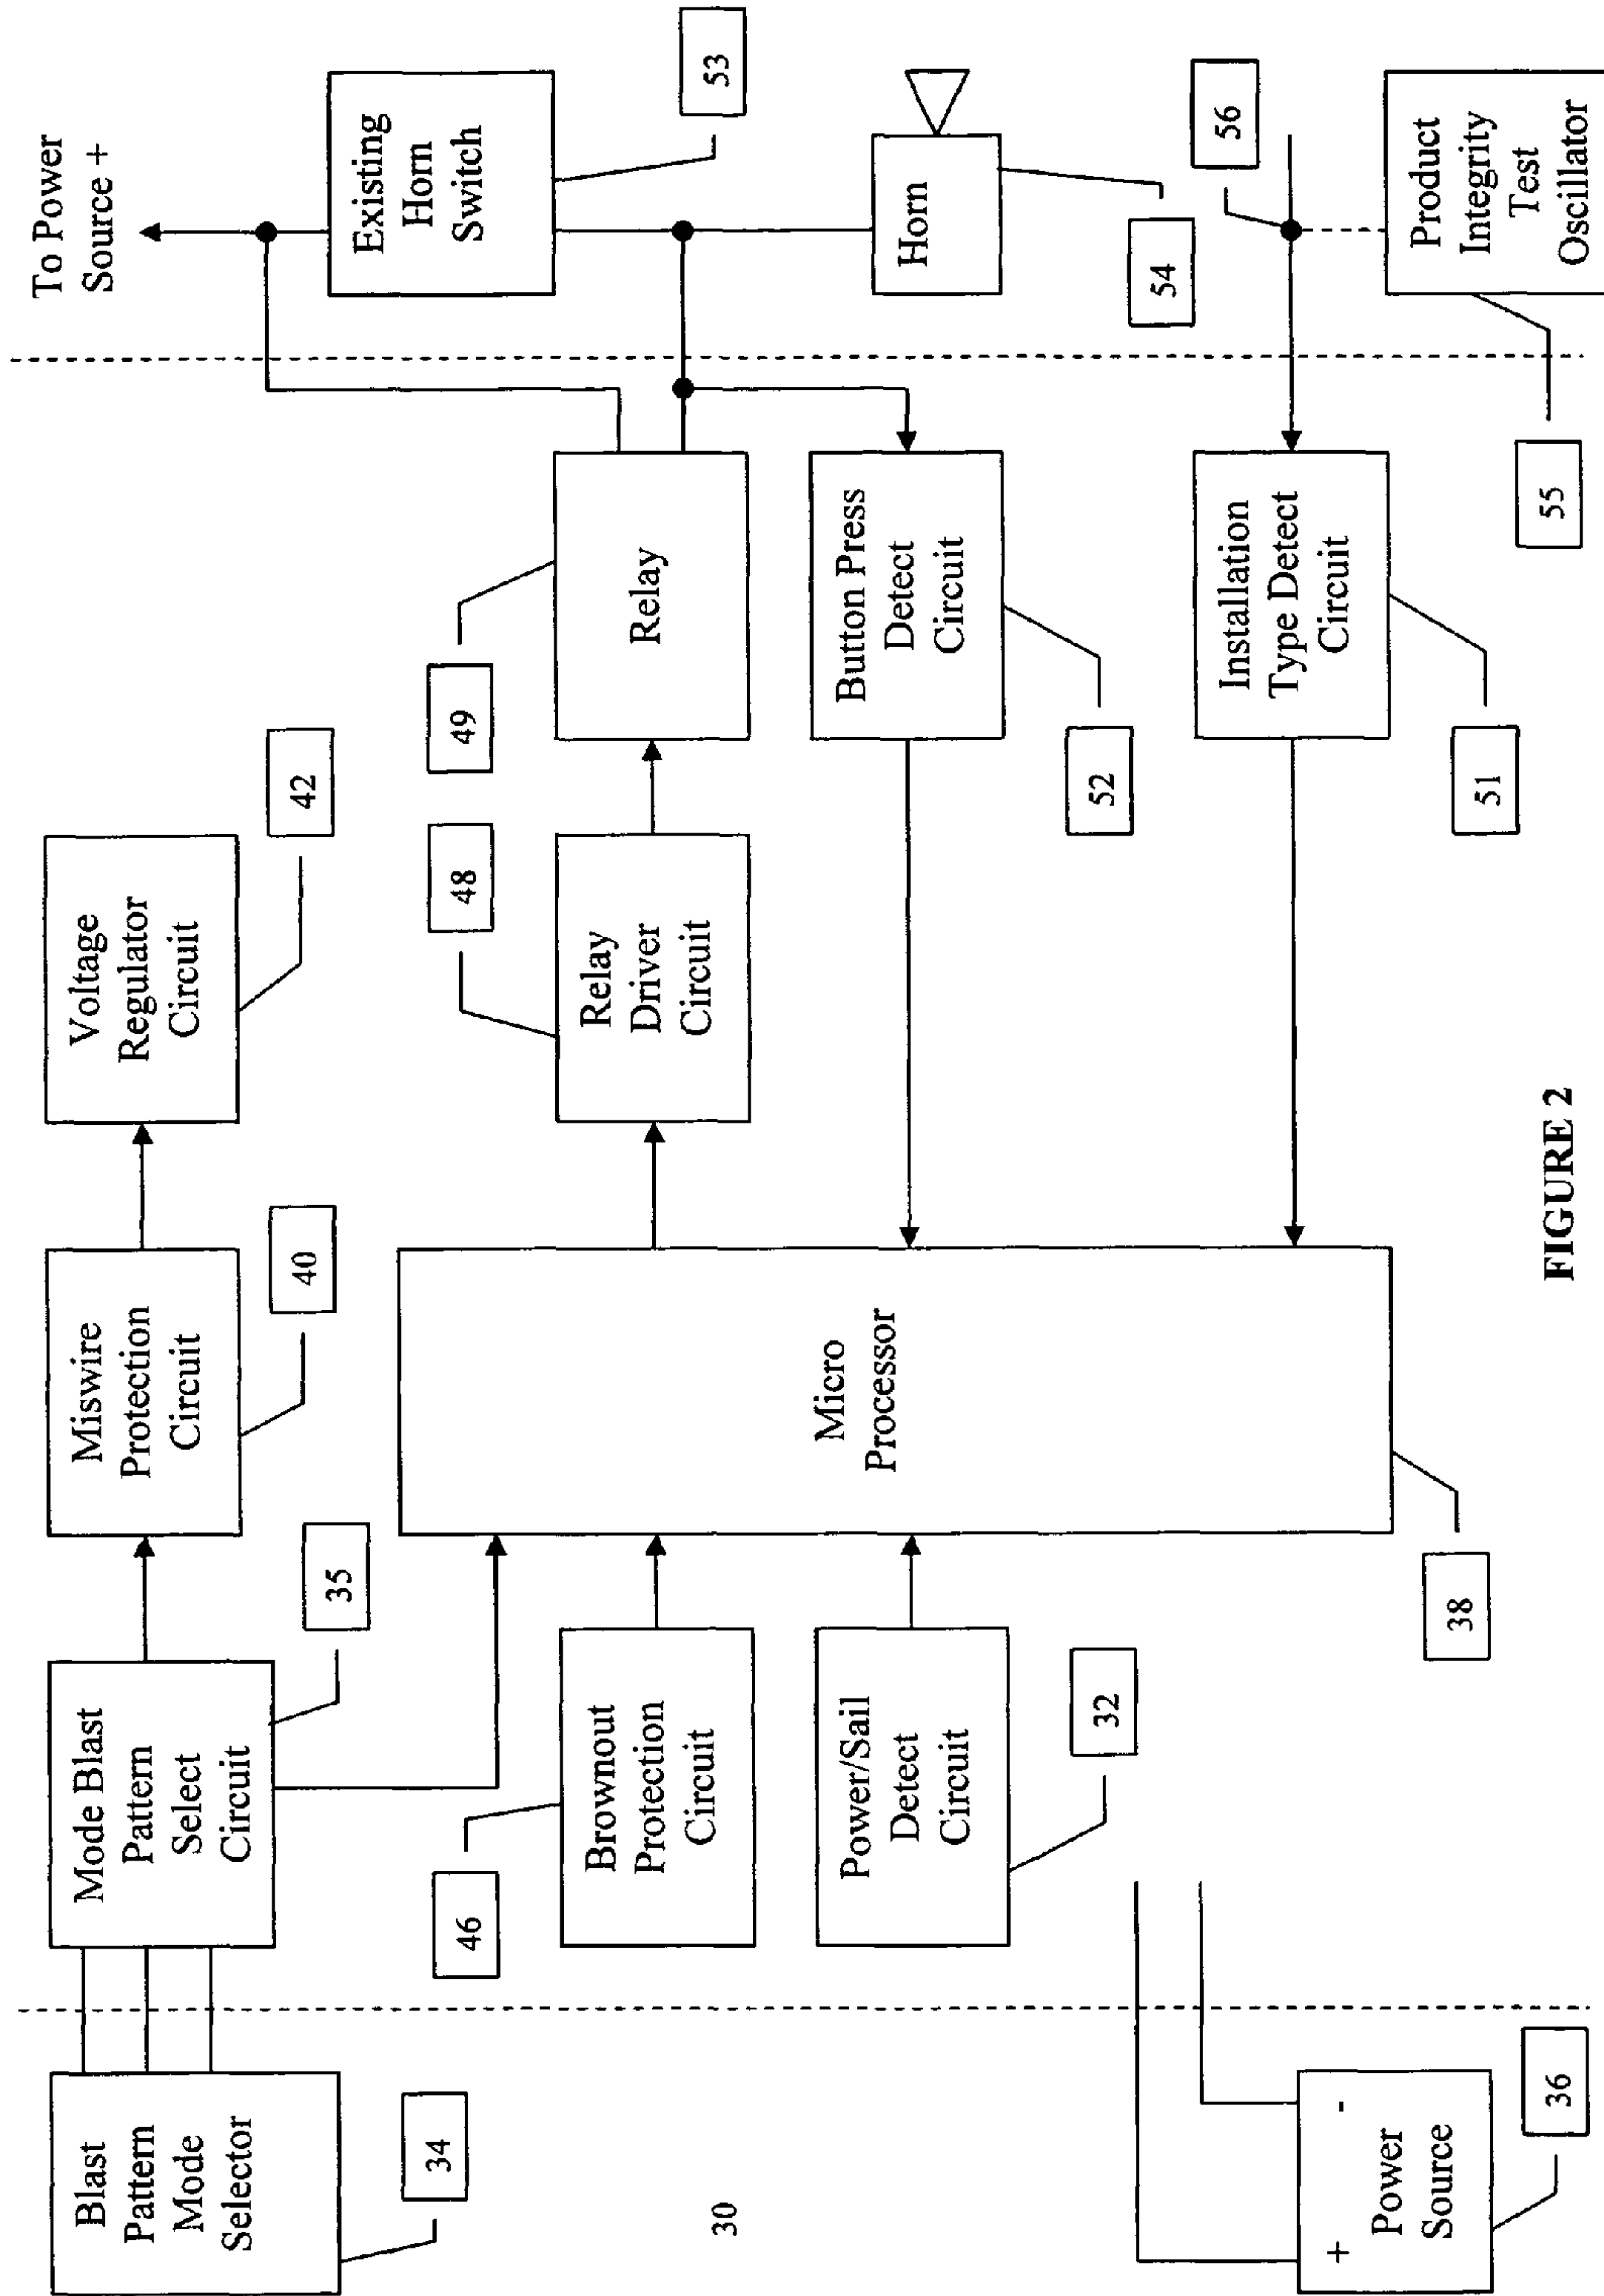 Blast
Pattern
Mode
Selector
34
Mode Blast
Pattern
Select
Circuit
35
Miswire
Protection
Circuit
40
Voltage
Regulator
Circuit
42
To Power
Source +
Existing
Horn
Switch
53
46
Brownout
Protection
Circuit
48
Relay
Driver
Circuit
49
Relay
30
Power/Sail
Detect
Circuit
32
Micro
Processor
38
Button Press
Detect
Circuit
52
Horn
54
+
-
Power
Source
36
Installation
Type Detect
Circuit
51
56
Product
Integrity
Test
Oscillator
55
FIGURE 2